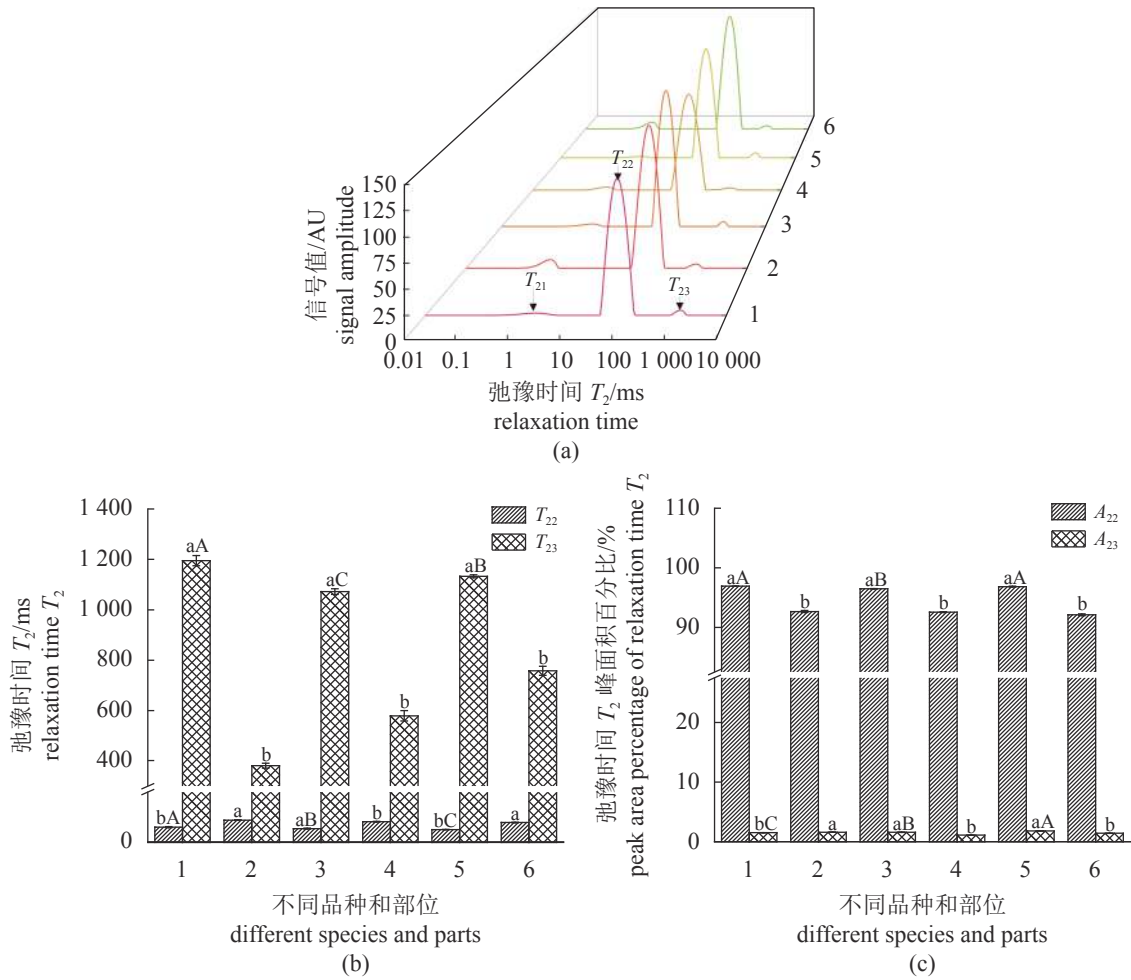 150
125
100
75
50
25
0
信号值/AU
signal amplitude
T₂₁
T₂₂
T₂₃
6
5
4
3
2
1
0.01 0.1 1 10 100 1 000 10 000
弛豫时间 T₂/ms
relaxation time
(a)
1 400
1 200
1 000
800
600
400
0
弛豫时间 T₂/ms
relaxation time T₂
T₂₂
T₂₃
aA
aC
aB
b
b
b
bA a aB b bC a
1 2 3 4 5 6
不同品种和部位
different species and parts
(b)
110
100
90
20
10
0
弛豫时间 T₂ 峰面积百分比/%
peak area percentage of relaxation time T₂
A₂₂
A₂₃
aA b aB b aA b
bC a aB b aA b
1 2 3 4 5 6
不同品种和部位
different species and parts
(c)